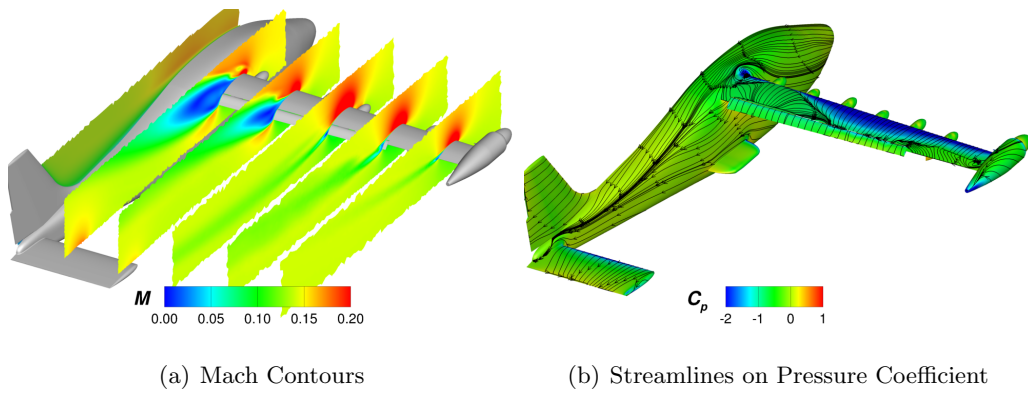 M
0.00 0.05 0.10 0.15 0.20
C_p
-2 -1 0 1
(a) Mach Contours
(b) Streamlines on Pressure Coefficient